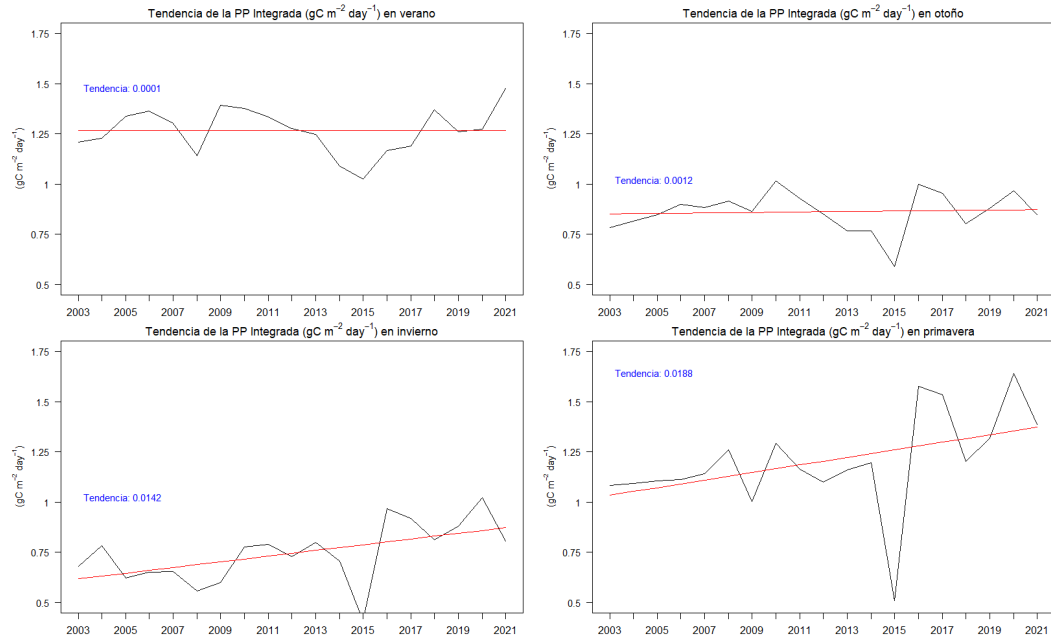 Tendencia de la PP Integrada (gC m⁻² day⁻¹) en verano
(gC m⁻² day⁻¹)
1.75
1.5
1.25
1
0.75
0.5
Tendencia: 0.0001
2003 2005 2007 2009 2011 2013 2015 2017 2019 2021
Tendencia de la PP Integrada (gC m⁻² day⁻¹) en otoño
(gC m⁻² day⁻¹)
1.75
1.5
1.25
1
0.75
0.5
Tendencia: 0.0012
2003 2005 2007 2009 2011 2013 2015 2017 2019 2021
Tendencia de la PP Integrada (gC m⁻² day⁻¹) en invierno
(gC m⁻² day⁻¹)
1.75
1.5
1.25
1
0.75
0.5
Tendencia: 0.0142
2003 2005 2007 2009 2011 2013 2015 2017 2019 2021
Tendencia de la PP Integrada (gC m⁻² day⁻¹) en primavera
(gC m⁻² day⁻¹)
1.75
1.5
1.25
1
0.75
0.5
Tendencia: 0.0188
2003 2005 2007 2009 2011 2013 2015 2017 2019 2021